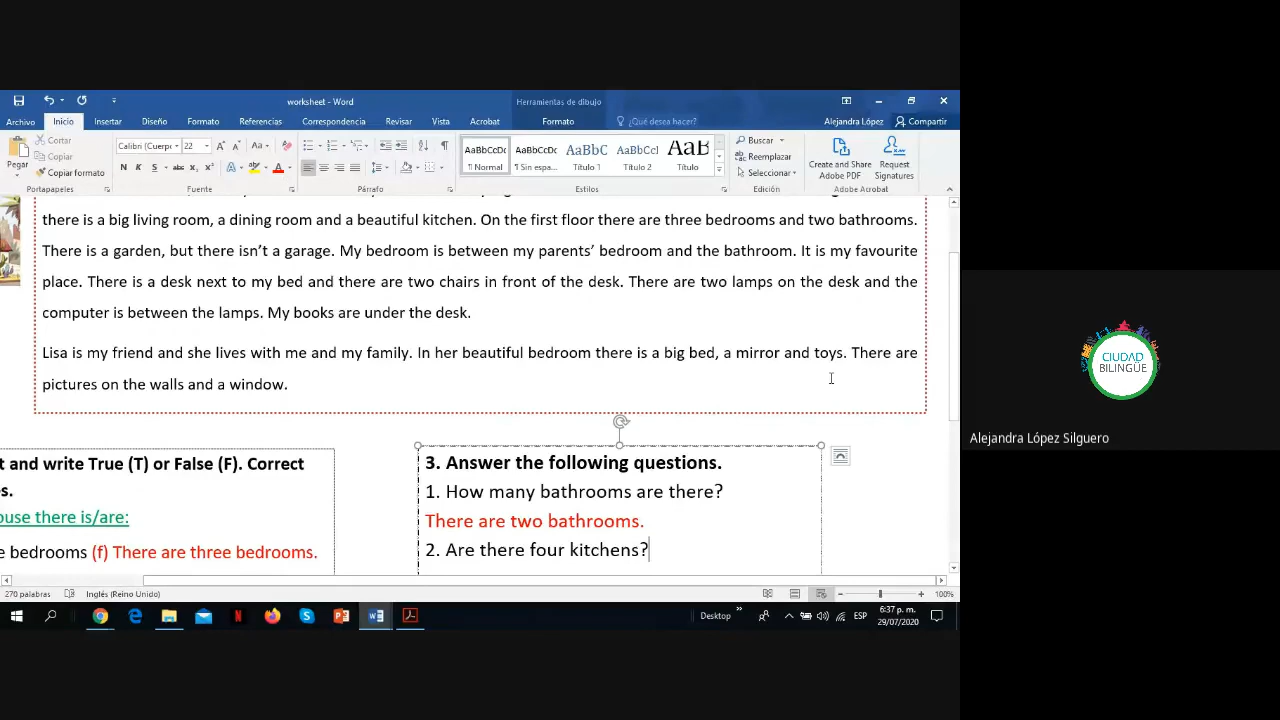 worksheet - Word
Herramientas de dibujo
Archivo Inicio Insertar Diseño Formato Referencias Correspondencia Revisar Vista Acrobat Formato ¿Qué desea hacer? Alejandra López Compartir
Pegar
Cortar
Copiar
Copiar formato
Portapapeles
Calibri (Cuerp 22
Fuente
Párrafo
AaBbCcDc AaBbCcDc AaBbC AaBbCcI AaB
¶ Normal ¶ Sin espa... Título 1 Título 2 Título
Estilos
Buscar
Reemplazar
Seleccionar
Edición
Create and Share Adobe PDF
Request Signatures
Adobe Acrobat
there is a big living room, a dining room and a beautiful kitchen. On the first floor there are three bedrooms and two bathrooms.
There is a garden, but there isn't a garage. My bedroom is between my parents' bedroom and the bathroom. It is my favourite
place. There is a desk next to my bed and there are two chairs in front of the desk. There are two lamps on the desk and the
computer is between the lamps. My books are under the desk.
Lisa is my friend and she lives with me and my family. In her beautiful bedroom there is a big bed, a mirror and toys. There are
pictures on the walls and a window.
t and write True (T) or False (F). Correct
s.
ouse there is/are:
e bedrooms (f) There are three bedrooms.
3. Answer the following questions.
1. How many bathrooms are there?
There are two bathrooms.
2. Are there four kitchens?
270 palabras Inglés (Reino Unido) 100%
Desktop ESP 6:37 p. m.
29/07/2020
CIUDAD
BILINGÜE
Alejandra López Silguero